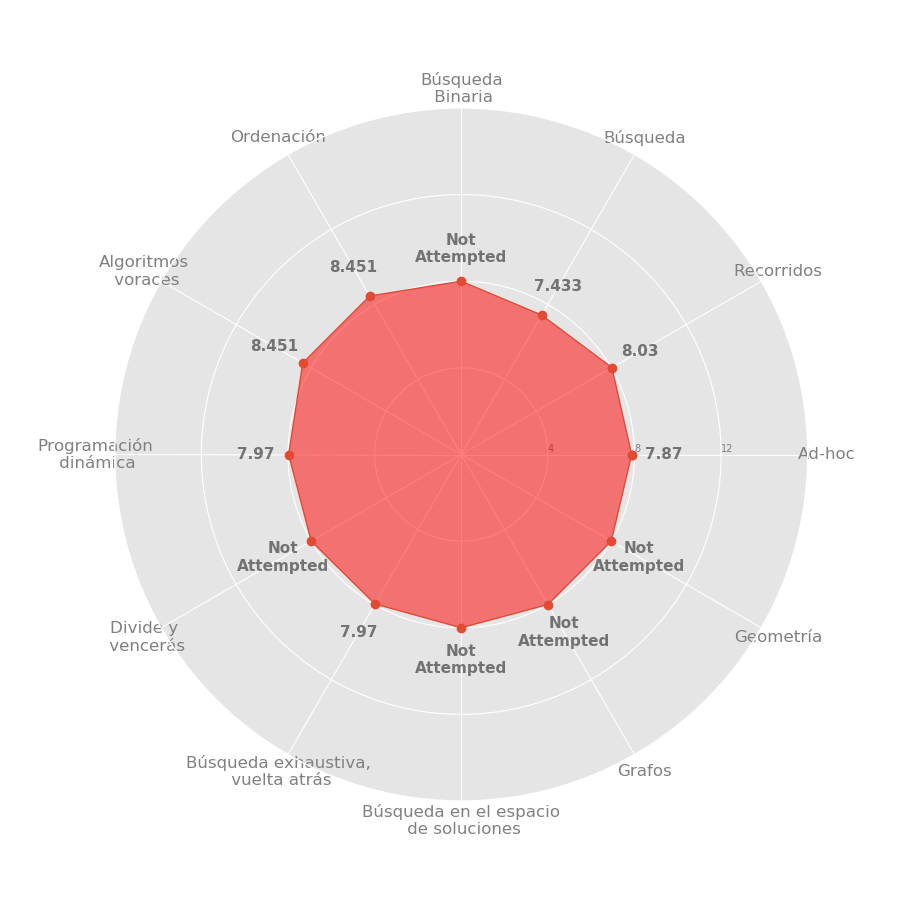 Búsqueda
Binaria
Ordenación
Búsqueda
Not
Attempted
Algoritmos
voraces
8.451
7.433
Recorridos
8.451
8.03
Programación
dinámica
7.97
4
8
12
7.87
Ad-hoc
Not
Attempted
Not
Attempted
Divide y
vencerás
7.97
Not
Attempted
Not
Attempted
Geometría
Búsqueda exhaustiva,
vuelta atrás
Grafos
Búsqueda en el espacio
de soluciones